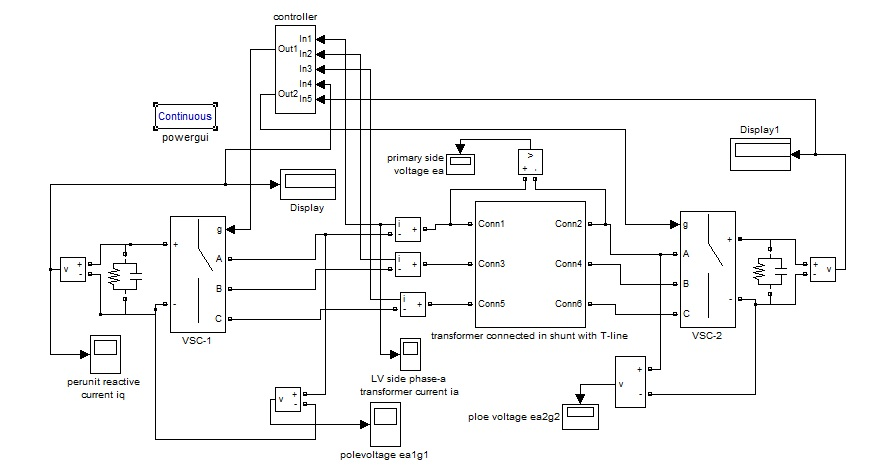 controller
In1
Out1
In2
In3
In4
Out2
In5
Continuous
powergui
Display1
primary side
voltage ea
>
+ -
Display
g
i
- +
Conn1
Conn2
g
+
A
+
A
v
+
-
i
- +
Conn3
Conn4
+
-
v
B
B
-
i
- +
Conn5
Conn6
-
C
C
VSC-1
transformer connected in shunt with T-line
VSC-2
perunit reactive
current iq
LV side phase-a
transformer current ia
+
v
-
v
+
-
ploe voltage ea2g2
polevoltage ea1g1